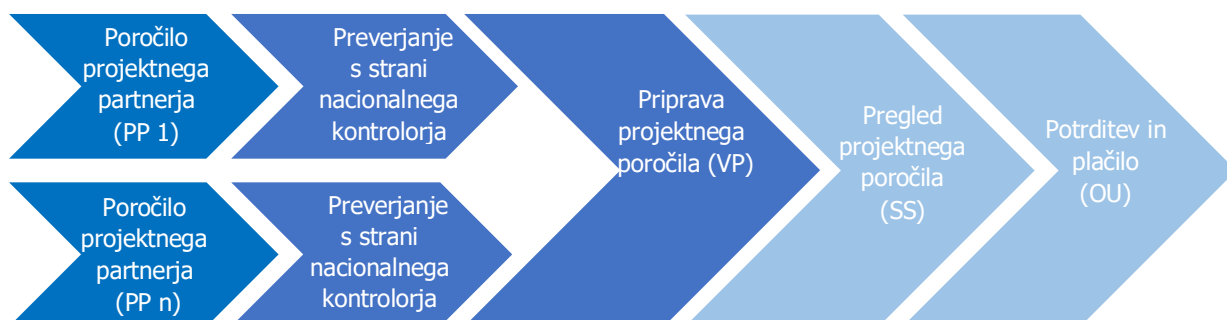 Poročilo
projektnega
partnerja
(PP 1)
Preverjanje
s strani
nacionalnega
kontrolorja
Poročilo
projektnega
partnerja
(PP n)
Preverjanje
s strani
nacionalnega
kontrolorja
Priprava
projektnega
poročila (VP)
Pregled
projektnega
poročila
(SS)
Potrditev in
plačilo
(OU)